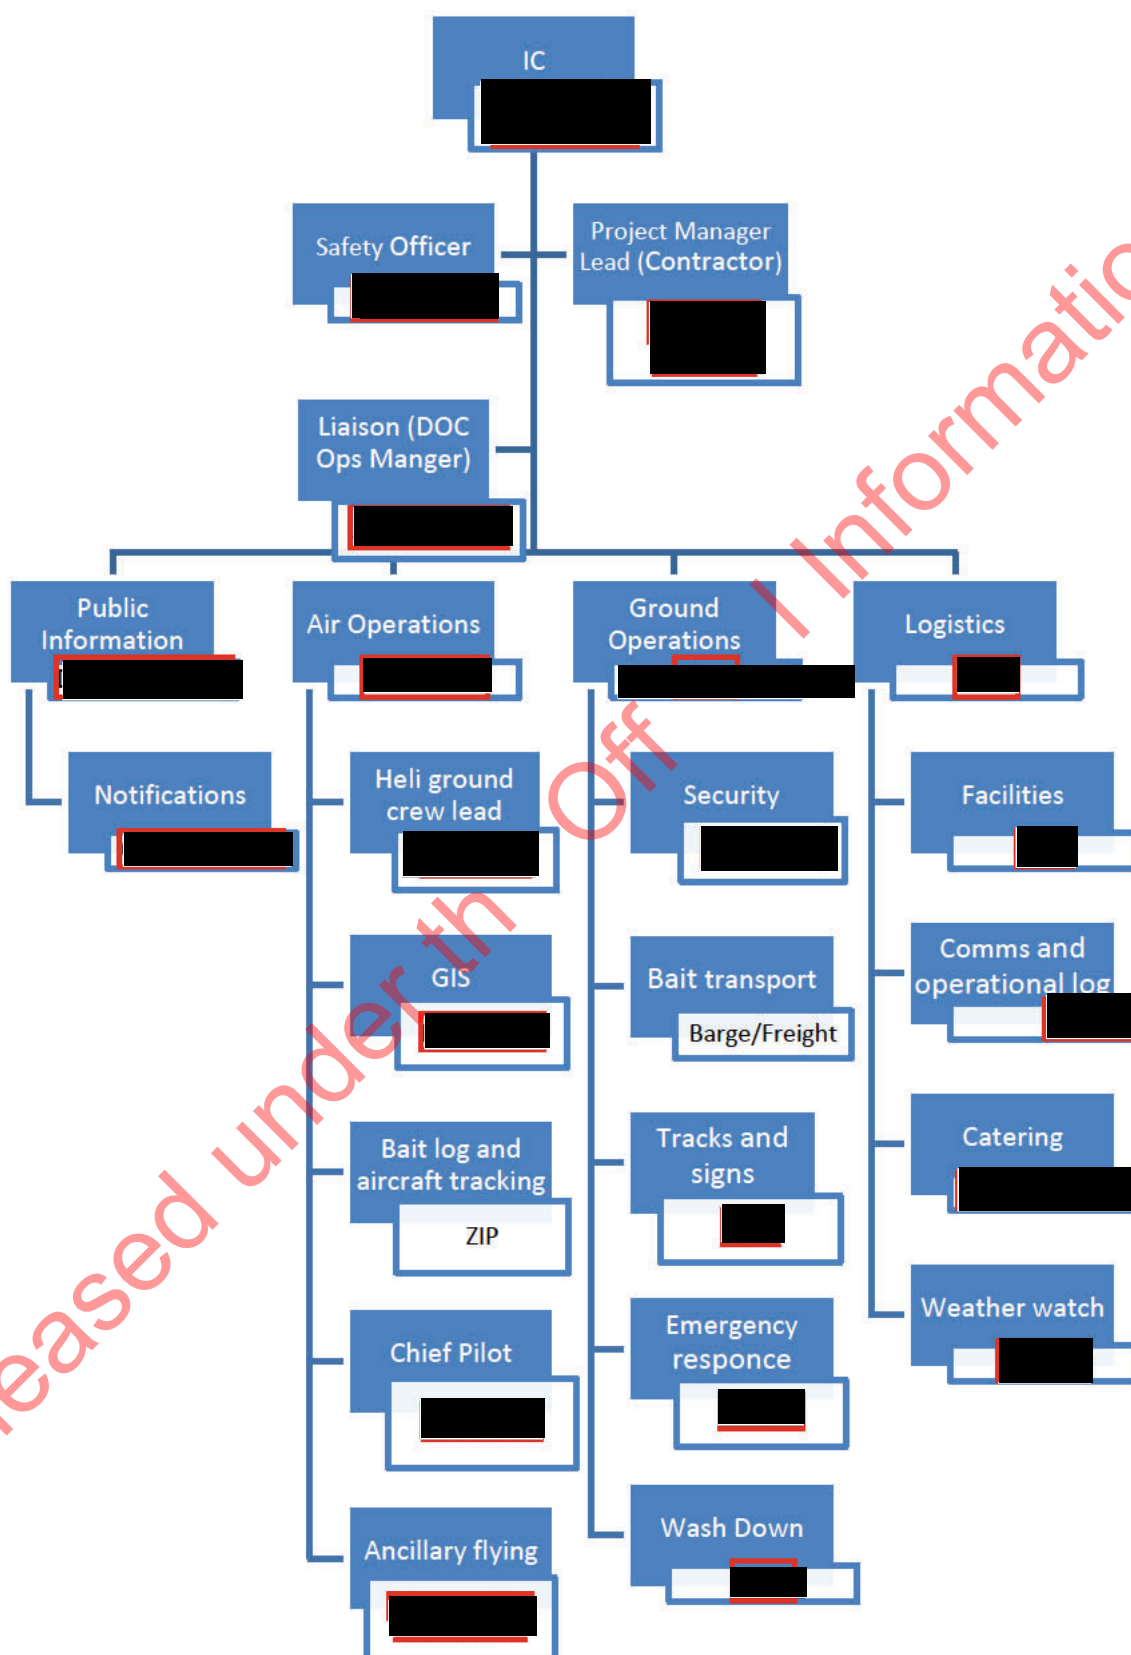 IC
Safety Officer
Project Manager
Lead (Contractor)
Liaison (DOC
Ops Manger)
Public
Information
Air Operations
Ground
Operations
Logistics
Notifications
Heli ground
crew lead
Security
Facilities
GIS
Bait transport
Barge/Freight
Comms and
operational log
Bait log and
aircraft tracking
ZIP
Tracks and
signs
Catering
Chief Pilot
Emergency
responce
Weather watch
Ancillary flying
Wash Down
eased under th Off l Informatio